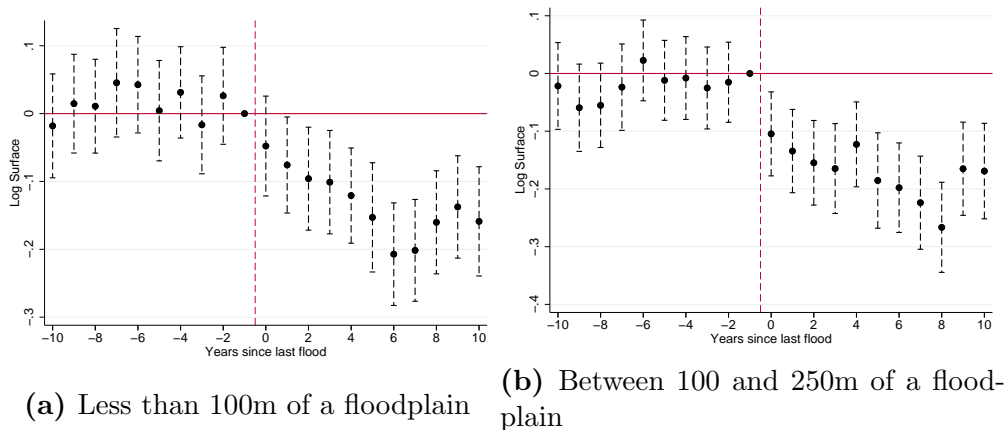 .1
0
-.1
-.2
-.3
Log Surface
−10 −8 −6 −4 −2 0 2 4 6 8 10
Years since last flood
(a) Less than 100m of a floodplain
.1
0
-.1
-.2
-.3
-.4
Log Surface
−10 −8 −6 −4 −2 0 2 4 6 8 10
Years since last flood
(b) Between 100 and 250m of a flood-
plain